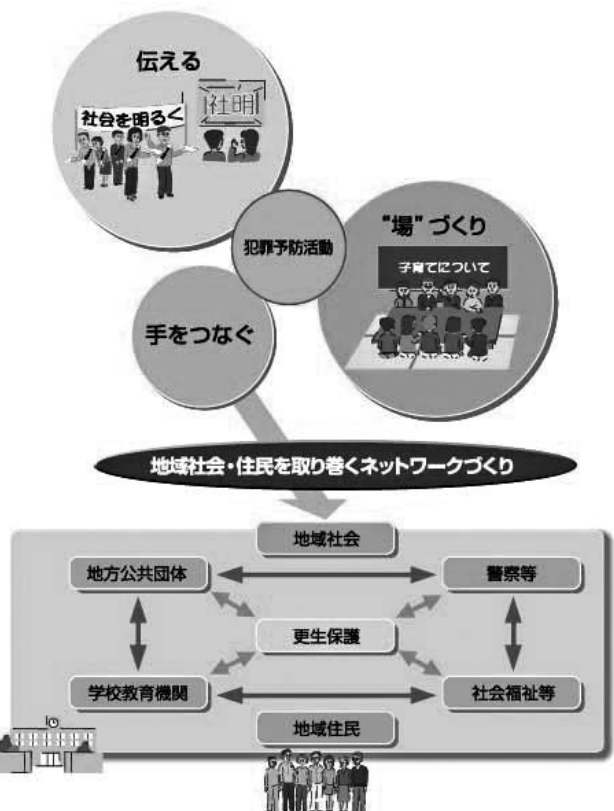 伝える
社会を明るく
社明
犯罪予防活動
"場"づくり
子育てについて
手をつなぐ
地域社会・住民を取り巻くネットワークづくり
地域社会
地方公共団体
警察等
更生保護
学校教育機関
社会福祉等
地域住民